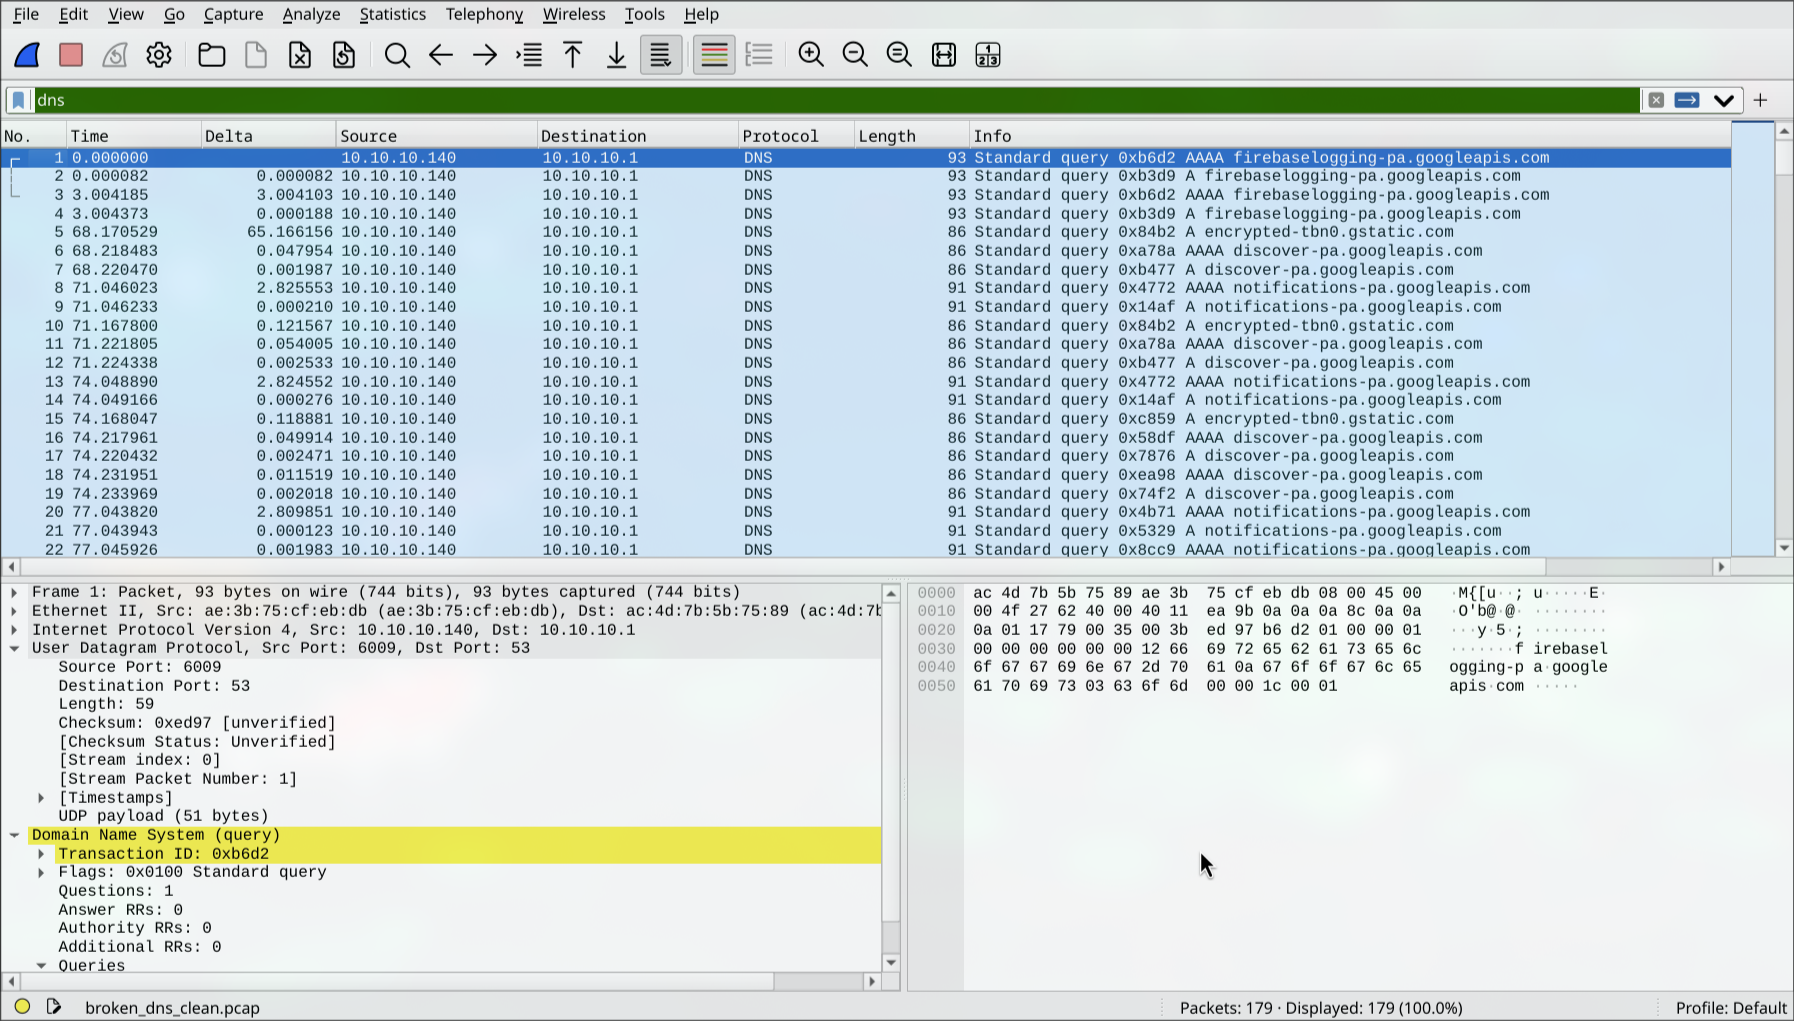 File Edit View Go Capture Analyze Statistics Telephony Wireless Tools Help
dns
No. Time Delta Source Destination Protocol Length Info
1 0.000000 10.10.10.140 10.10.10.1 DNS 93 Standard query 0xb6d2 AAAA firebaselogging-pa.googleapis.com
2 0.000082 0.000082 10.10.10.140 10.10.10.1 DNS 93 Standard query 0xb3d9 A firebaselogging-pa.googleapis.com
3 3.004185 3.004103 10.10.10.140 10.10.10.1 DNS 93 Standard query 0xb6d2 AAAA firebaselogging-pa.googleapis.com
4 3.004373 0.000188 10.10.10.140 10.10.10.1 DNS 93 Standard query 0xb3d9 A firebaselogging-pa.googleapis.com
5 68.170529 65.166156 10.10.10.140 10.10.10.1 DNS 86 Standard query 0x84b2 A encrypted-tbn0.gstatic.com
6 68.218483 0.047954 10.10.10.140 10.10.10.1 DNS 86 Standard query 0xa78a AAAA discover-pa.googleapis.com
7 68.220470 0.001987 10.10.10.140 10.10.10.1 DNS 86 Standard query 0xb477 A discover-pa.googleapis.com
8 71.046023 2.825553 10.10.10.140 10.10.10.1 DNS 91 Standard query 0x4772 AAAA notifications-pa.googleapis.com
9 71.046233 0.000210 10.10.10.140 10.10.10.1 DNS 91 Standard query 0x14af A notifications-pa.googleapis.com
10 71.167800 0.121567 10.10.10.140 10.10.10.1 DNS 86 Standard query 0x84b2 A encrypted-tbn0.gstatic.com
11 71.221805 0.054005 10.10.10.140 10.10.10.1 DNS 86 Standard query 0xa78a AAAA discover-pa.googleapis.com
12 71.224338 0.002533 10.10.10.140 10.10.10.1 DNS 86 Standard query 0xb477 A discover-pa.googleapis.com
13 74.048890 2.824552 10.10.10.140 10.10.10.1 DNS 91 Standard query 0x4772 AAAA notifications-pa.googleapis.com
14 74.049166 0.000276 10.10.10.140 10.10.10.1 DNS 91 Standard query 0x14af A notifications-pa.googleapis.com
15 74.168047 0.118881 10.10.10.140 10.10.10.1 DNS 86 Standard query 0xc859 A encrypted-tbn0.gstatic.com
16 74.217961 0.049914 10.10.10.140 10.10.10.1 DNS 86 Standard query 0x58df AAAA discover-pa.googleapis.com
17 74.220432 0.002471 10.10.10.140 10.10.10.1 DNS 86 Standard query 0x7876 A discover-pa.googleapis.com
18 74.231951 0.011519 10.10.10.140 10.10.10.1 DNS 86 Standard query 0xea98 AAAA discover-pa.googleapis.com
19 74.233969 0.002018 10.10.10.140 10.10.10.1 DNS 86 Standard query 0x74f2 A discover-pa.googleapis.com
20 77.043820 2.809851 10.10.10.140 10.10.10.1 DNS 91 Standard query 0x4b71 AAAA notifications-pa.googleapis.com
21 77.043943 0.000123 10.10.10.140 10.10.10.1 DNS 91 Standard query 0x5329 A notifications-pa.googleapis.com
22 77.045926 0.001983 10.10.10.140 10.10.10.1 DNS 91 Standard query 0x8cc9 AAAA notifications-pa.googleapis.com
Frame 1: Packet, 93 bytes on wire (744 bits), 93 bytes captured (744 bits)
Ethernet II, Src: ae:3b:75:cf:eb:db (ae:3b:75:cf:eb:db), Dst: ac:4d:7b:5b:75:89 (ac:4d:7b
Internet Protocol Version 4, Src: 10.10.10.140, Dst: 10.10.10.1
User Datagram Protocol, Src Port: 6009, Dst Port: 53
Source Port: 6009
Destination Port: 53
Length: 59
Checksum: 0xed97 [unverified]
[Checksum Status: Unverified]
[Stream index: 0]
[Stream Packet Number: 1]
[Timestamps]
UDP payload (51 bytes)
Domain Name System (query)
Transaction ID: 0xb6d2
Flags: 0x0100 Standard query
Questions: 1
Answer RRs: 0
Authority RRs: 0
Additional RRs: 0
Queries
0000 ac 4d 7b 5b 75 89 ae 3b 75 cf eb db 08 00 45 00 ·M{[u··; u·····E·
0010 00 4f 27 62 40 00 40 11 ea 9b 0a 0a 0a 8c 0a 0a ·O'b@·@· ········
0020 0a 01 17 79 00 35 00 3b ed 97 b6 d2 01 00 00 01 ···y·5·; ········
0030 00 00 00 00 00 00 12 66 69 72 65 62 61 73 65 6c ·······f irebasel
0040 6f 67 67 69 6e 67 2d 70 61 0a 67 6f 6f 67 6c 65 ogging-p a·google
0050 61 70 69 73 03 63 6f 6d 00 00 1c 00 01 apis·com ·····
broken_dns_clean.pcap
Packets: 179 · Displayed: 179 (100.0%)
Profile: Default